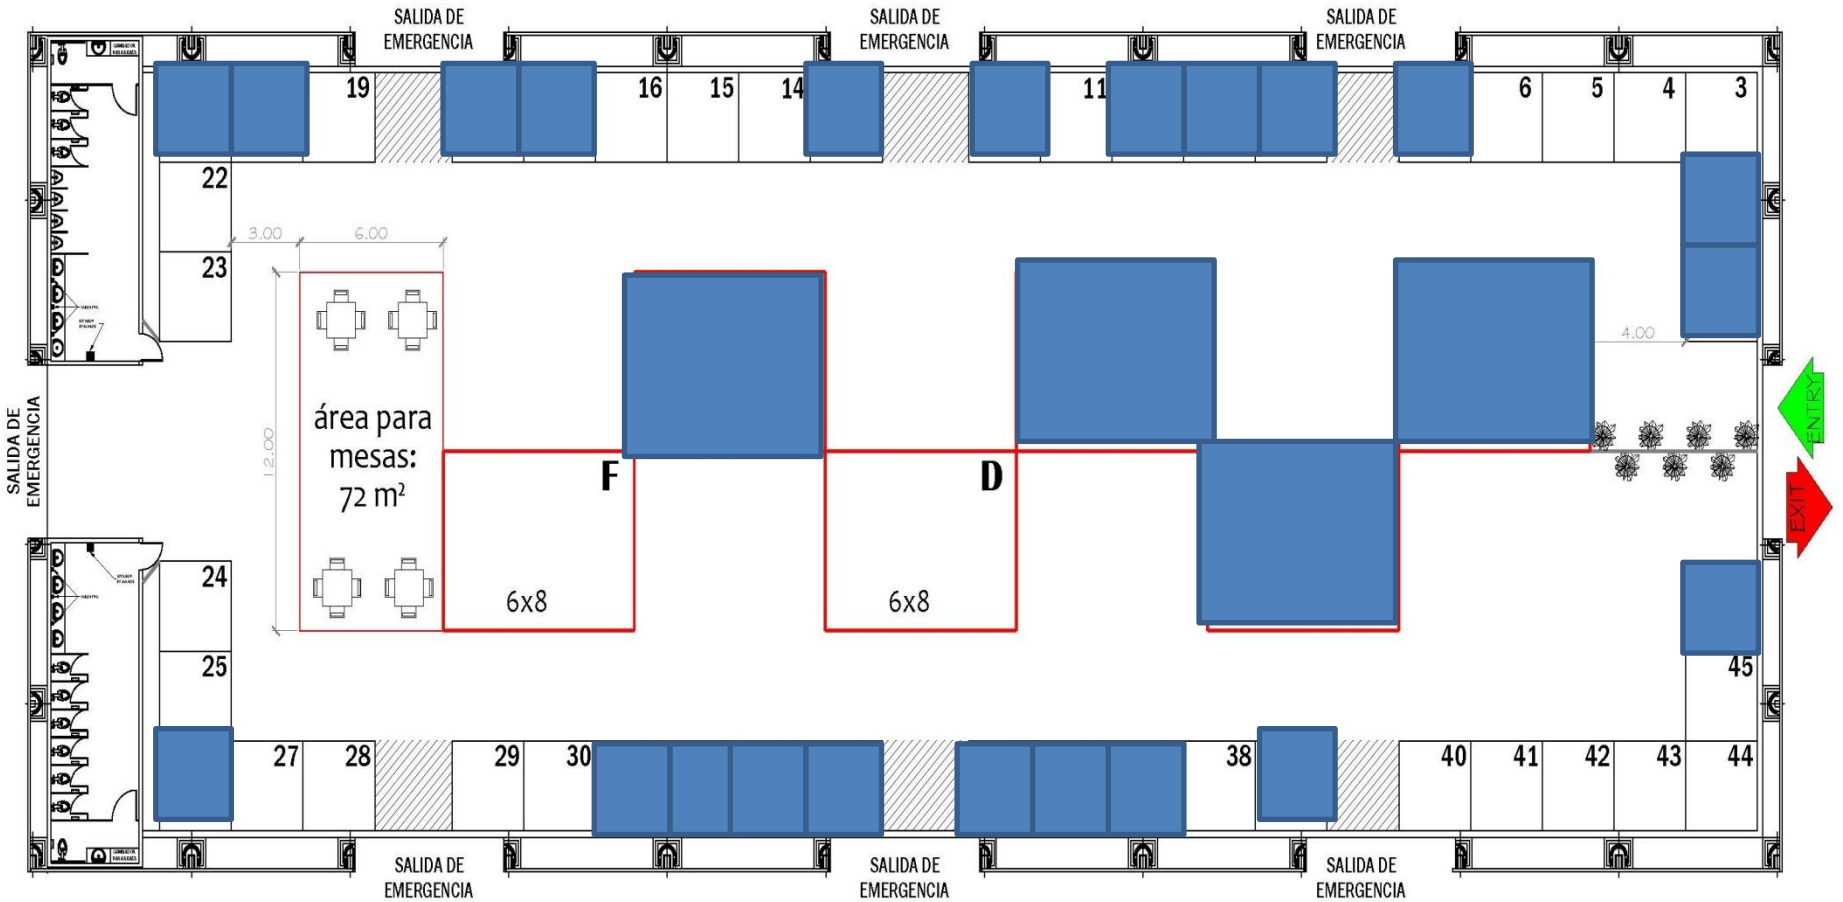 SALIDA DE
EMERGENCIA
SALIDA DE
EMERGENCIA
SALIDA DE
EMERGENCIA
19
16
15
14
11
6
5
4
3
22
23
3.00
6.00
12.00
4.00
área para
mesas:
72 m²
SALIDA DE
EMERGENCIA
F
D
6x8
6x8
ENTRY
EXIT
24
25
45
27
28
29
30
38
40
41
42
43
44
SALIDA DE
EMERGENCIA
SALIDA DE
EMERGENCIA
SALIDA DE
EMERGENCIA